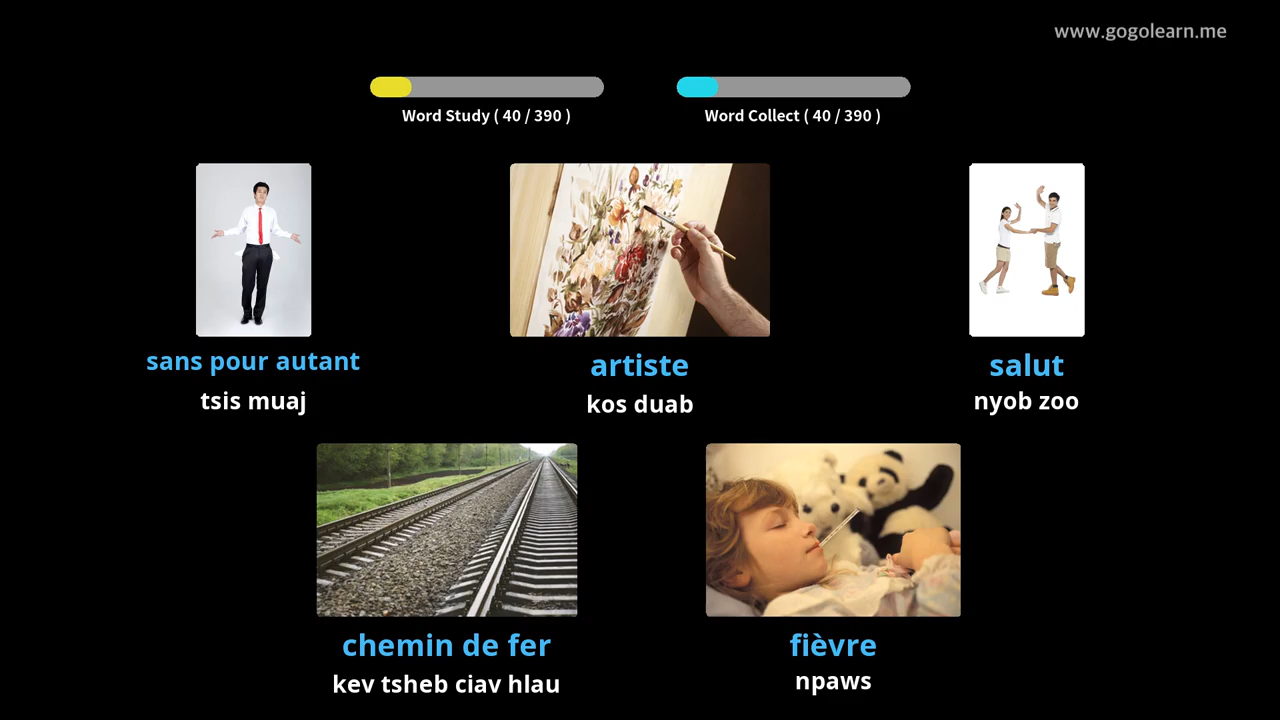 www.gogolearn.me
Word Study ( 40 / 390 )
Word Collect ( 40 / 390 )
sans pour autant
tsis muaj
artiste
kos duab
salut
nyob zoo
chemin de fer
kev tsheb ciav hlau
fièvre
npaws